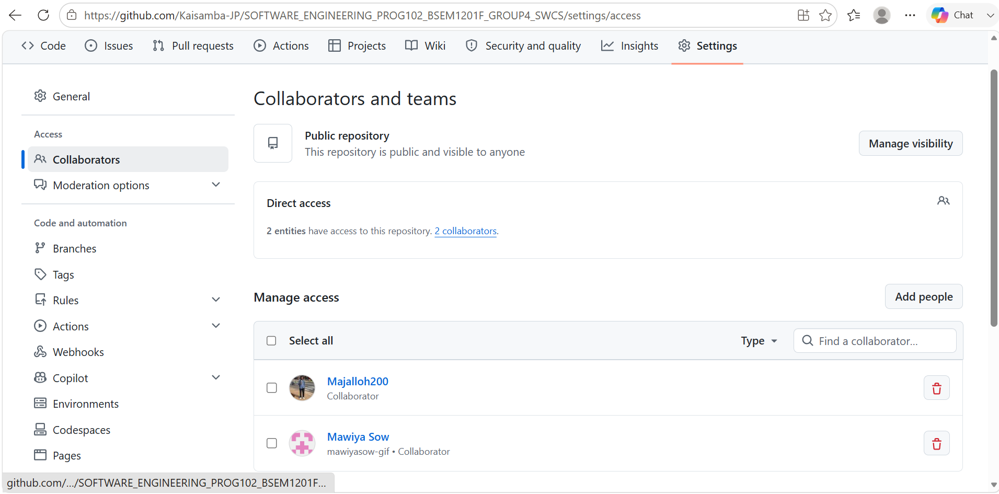 https://github.com/Kaisamba-JP/SOFTWARE_ENGINEERING_PROG102_BSEM1201F_GROUP4_SWCS/settings/access
Chat
Code Issues Pull requests Actions Projects Wiki Security and quality Insights Settings
General
Access
Collaborators
Moderation options
Code and automation
Branches
Tags
Rules
Actions
Webhooks
Copilot
Environments
Codespaces
Pages
Collaborators and teams
Public repository
This repository is public and visible to anyone
Manage visibility
Direct access
2 entities have access to this repository. 2 collaborators.
Manage access
Add people
Select all
Type
Find a collaborator...
Majalloh200
Collaborator
Mawiya Sow
mawiyasow-gif • Collaborator
github.com/.../SOFTWARE_ENGINEERING_PROG102_BSEM1201F...